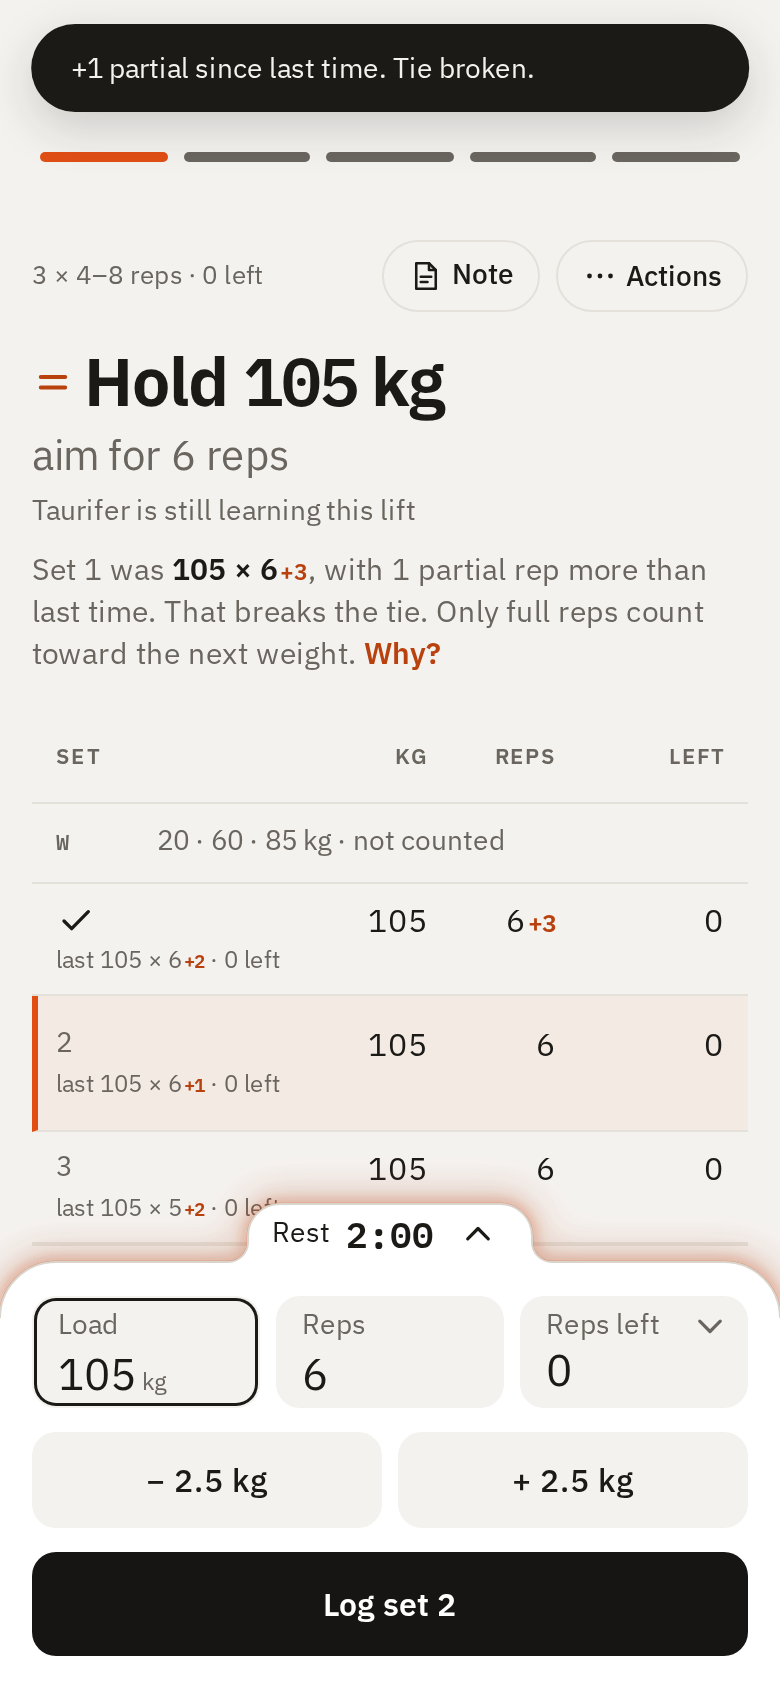 +1 partial since last time. Tie broken.
3 × 4–8 reps · 0 left
Note
··· Actions
= Hold 105 kg
aim for 6 reps
Taurifer is still learning this lift
Set 1 was 105 × 6+3, with 1 partial rep more than
last time. That breaks the tie. Only full reps count
toward the next weight. Why?
SET KG REPS LEFT
W 20 · 60 · 85 kg · not counted
105 6+3 0
last 105 × 6+2 · 0 left
2 105 6 0
last 105 × 6+1 · 0 left
3 105 6 0
last 105 × 5+2 · 0
Rest 2:00
Load Reps Reps left
105 kg 6 0
– 2.5 kg + 2.5 kg
Log set 2